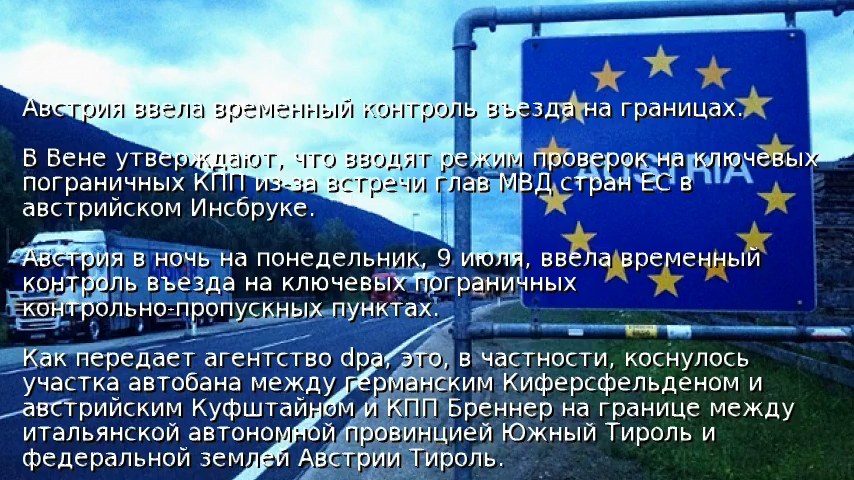 Австрия ввела временный контроль въезда на границах.
В Вене утверждают, что вводят режим проверок на ключевых
пограничных КПП из-за встречи глав МВД стран ЕС в
австрийском Инсбруке.
Австрия в ночь на понедельник, 9 июля, ввела временный
контроль въезда на ключевых пограничных
контрольно-пропускных пунктах.
Как передает агентство dpa, это, в частности, коснулось
участка автобана между германским Киферсфельденом и
австрийским Куфштайном и КПП Бреннер на границе между
итальянской автономной провинцией Южный Тироль и
федеральной землей Австрии Тироль.
AUSTRIA